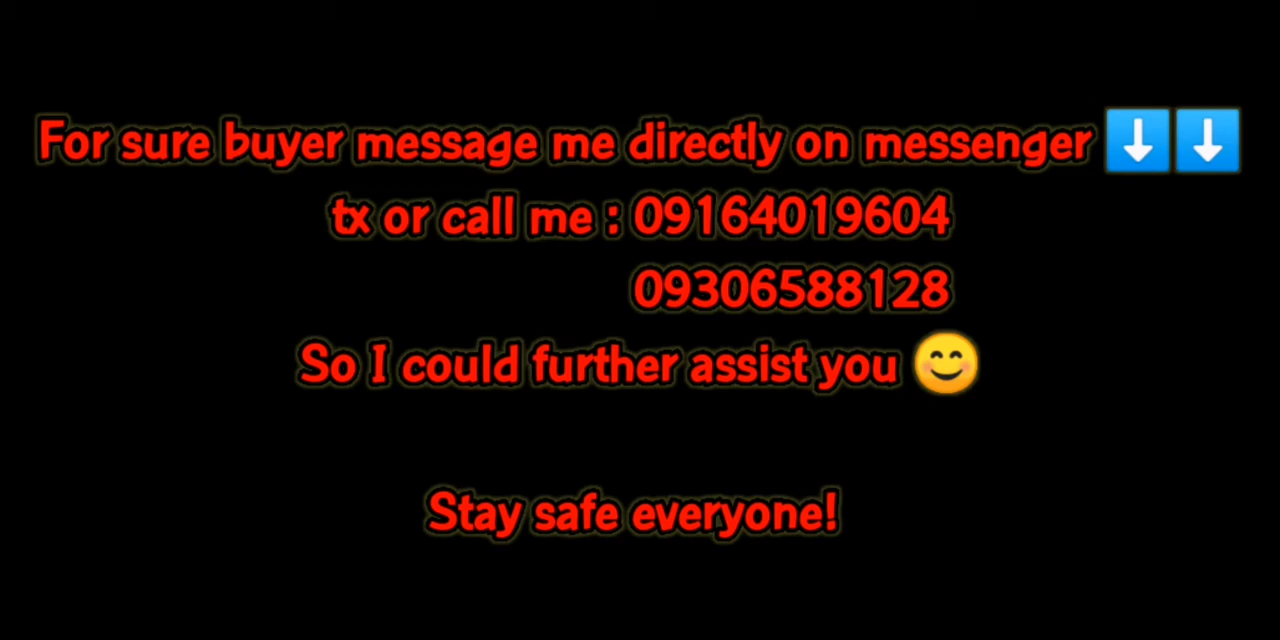 For sure buyer message me directly on messenger ⬇️⬇️
tx or call me : 09164019604
09306588128
So I could further assist you 😊
Stay safe everyone!